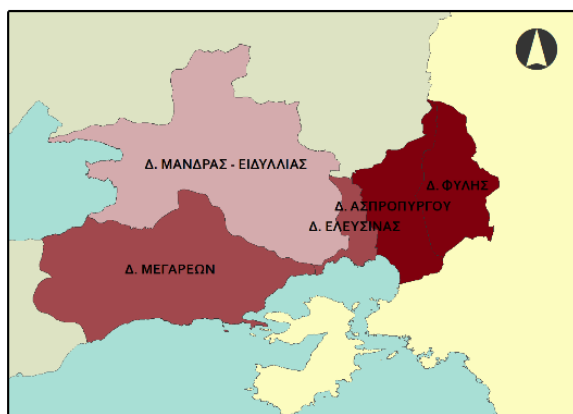 Δ. ΜΑΝΔΡΑΣ - ΕΙΔΥΛΛΙΑΣ
Δ. ΦΥΛΗΣ
Δ. ΑΣΠΡΟΠΥΡΓΟΥ
Δ. ΕΛΕΥΣΙΝΑΣ
Δ. ΜΕΓΑΡΕΩΝ